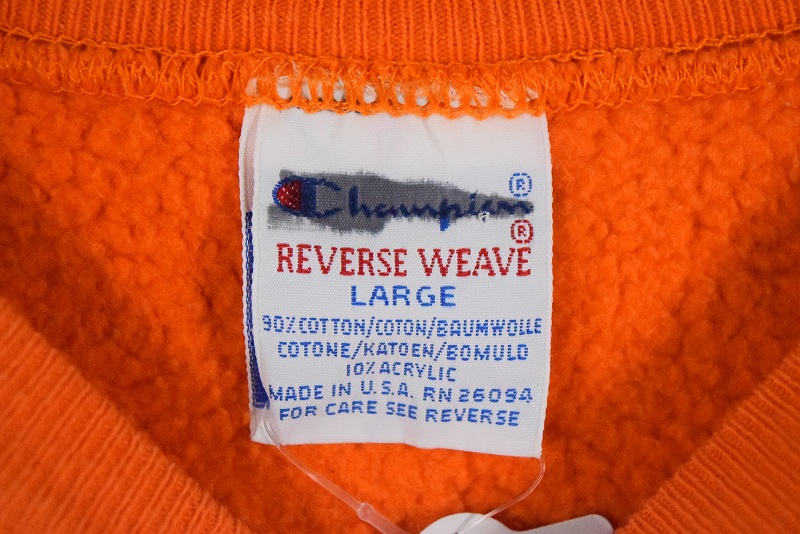 Champion ®
®
REVERSE WEAVE
LARGE
90% COTTON/COTON/BAUMWOLLE
COTONE/KATOEN/BOMULD
10% ACRYLIC
MADE IN U.S.A. RN 26094
FOR CARE SEE REVERSE